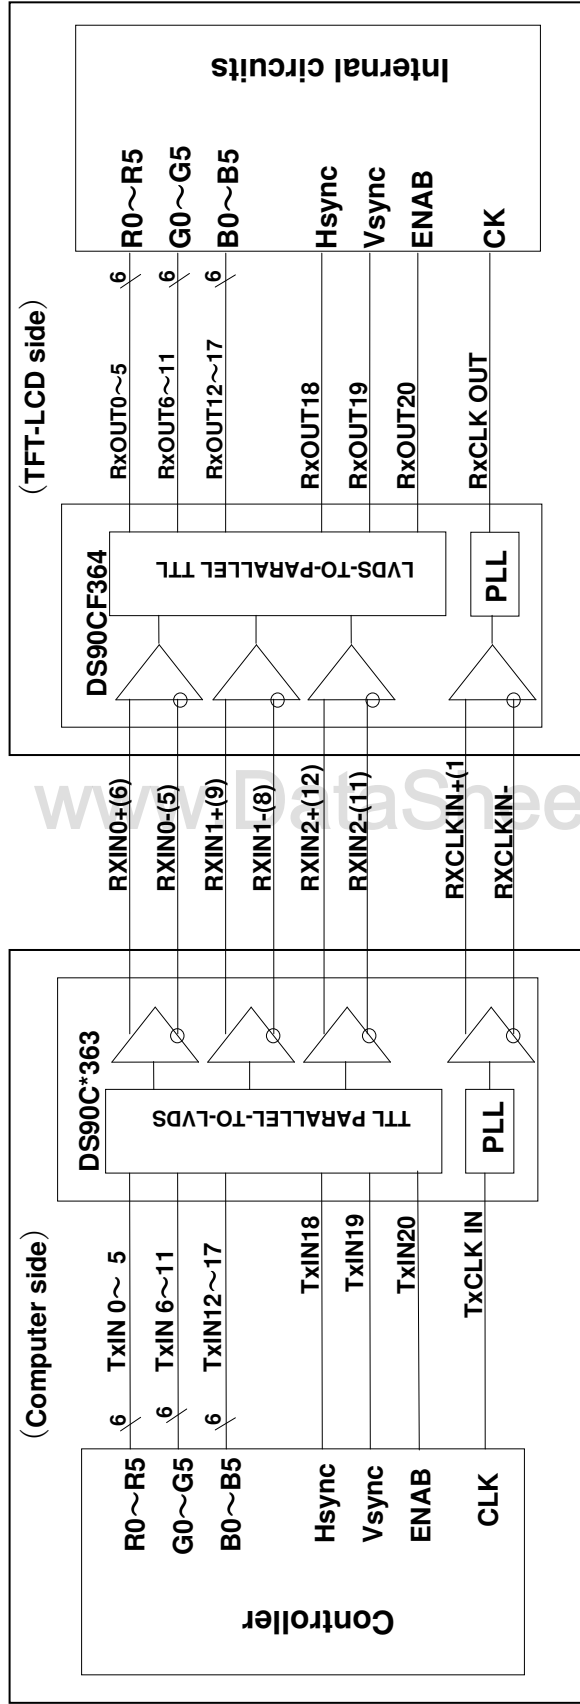 (Computer side)
Controller
R0～R5
G0～G5
B0～B5
Hsync
Vsync
ENAB
CLK
6
6
6
TxIN 0～ 5
TxIN 6～11
TxIN12～17
TxIN18
TxIN19
TxIN20
TxCLK IN
DS90C*363
TTL PARALLEL-TO-LVDS
PLL
RXIN0+(6)
RXIN0-(5)
RXIN1+(9)
RXIN1-(8)
RXIN2+(12)
RXIN2-(11)
RXCLKIN+(1
RXCLKIN-
www.DataShee
(TFT-LCD side)
DS90CF364
LVDS-TO-PARALLEL TTL
PLL
RxOUT0～5
RxOUT6～11
RxOUT12～17
RxOUT18
RxOUT19
RxOUT20
RxCLK OUT
6
6
6
R0～R5
G0～G5
B0～B5
Hsync
Vsync
ENAB
CK
Internal circuits